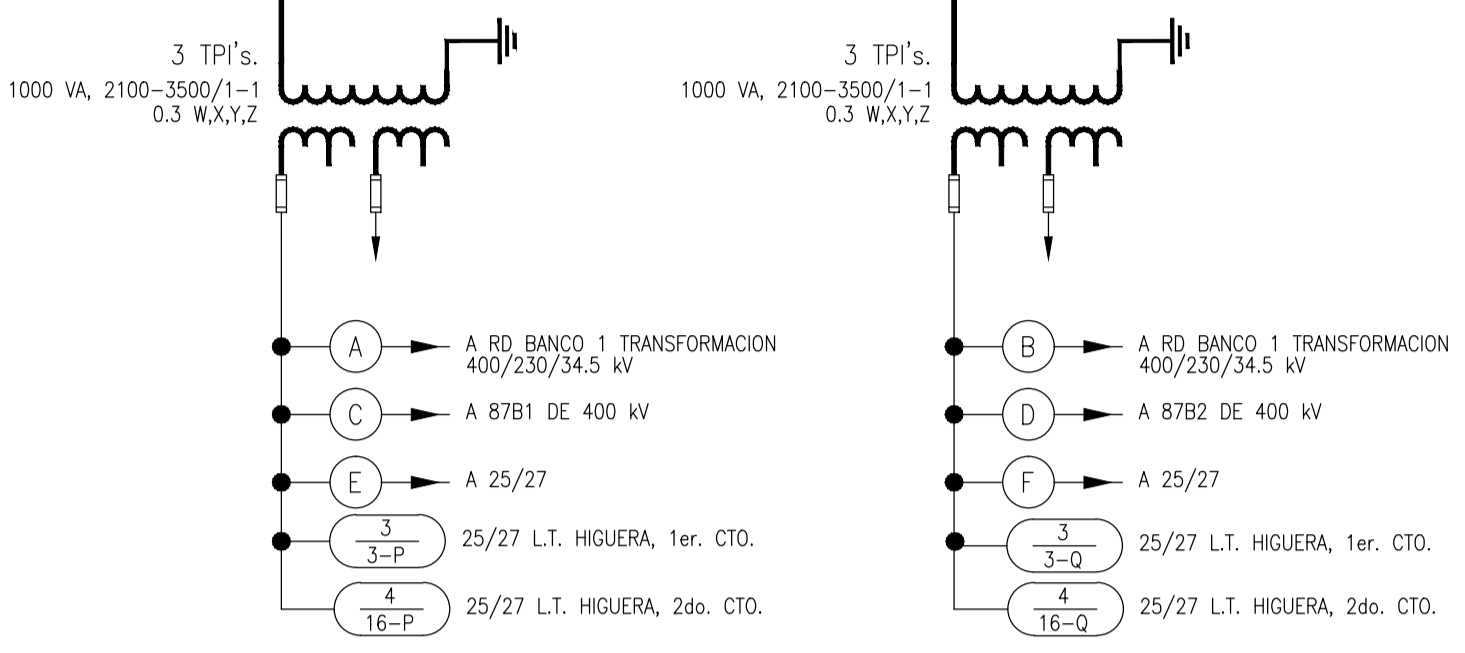 3 TPI's.
1000 VA, 2100-3500/1-1
0.3 W,X,Y,Z
A
A RD BANCO 1 TRANSFORMACION
400/230/34.5 kV
C
A 87B1 DE 400 kV
E
A 25/27
3
3-P
25/27 L.T. HIGUERA, 1er. CTO.
4
16-P
25/27 L.T. HIGUERA, 2do. CTO.
3 TPI's.
1000 VA, 2100-3500/1-1
0.3 W,X,Y,Z
B
A RD BANCO 1 TRANSFORMACION
400/230/34.5 kV
D
A 87B2 DE 400 kV
F
A 25/27
3
3-Q
25/27 L.T. HIGUERA, 1er. CTO.
4
16-Q
25/27 L.T. HIGUERA, 2do. CTO.